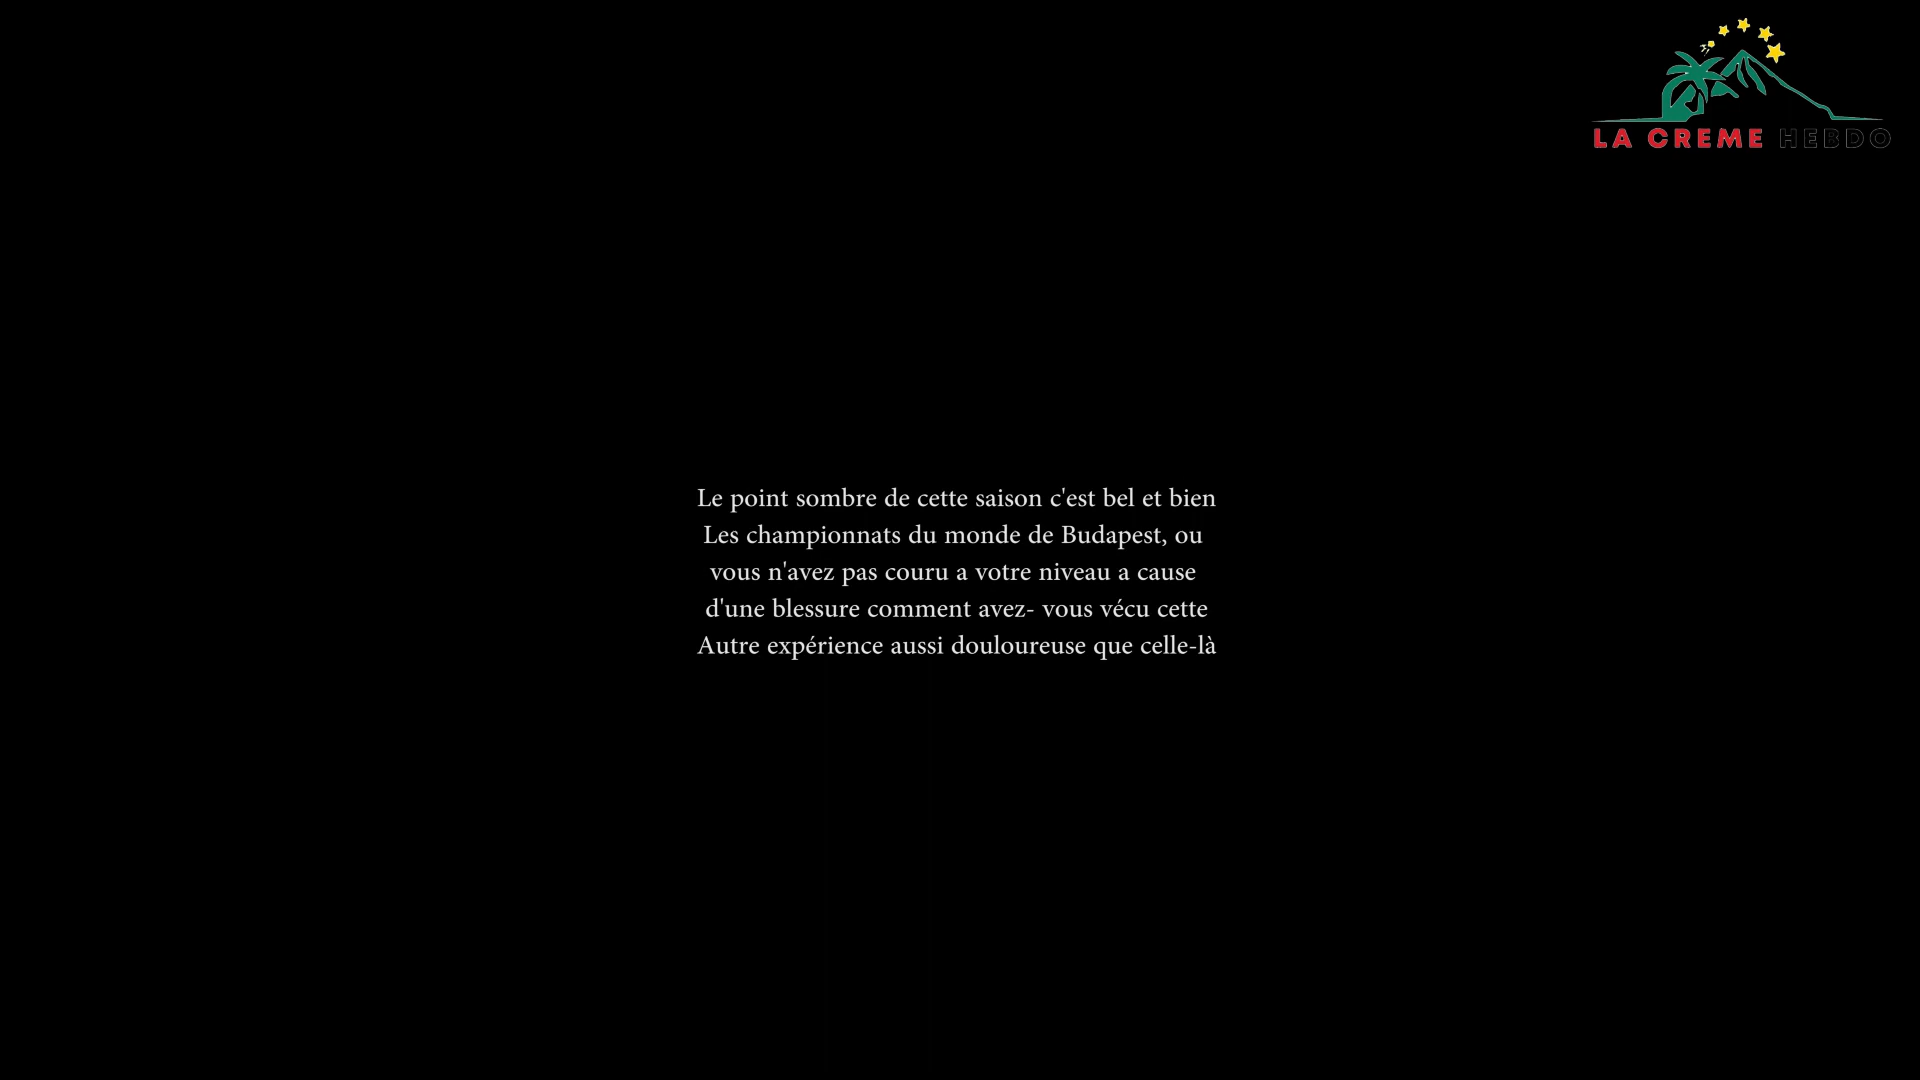 LA CREME HEBDO
Le point sombre de cette saison c'est bel et bien
Les championnats du monde de Budapest, ou
vous n'avez pas couru a votre niveau a cause
d'une blessure comment avez- vous vécu cette
Autre expérience aussi douloureuse que celle-là